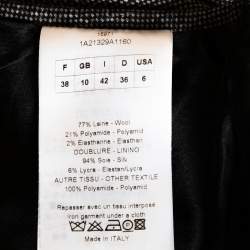 16971
1A21329A1160
F GB I D USA
38 10 42 36 6
77% Laine - Wool
21% Polyamide - Polyamid
2% Elasthanne - Elastan
DOUBLURE - LINING
94% Soie - Silk
6% Lycra - Elastan/Lycra
AUTRE TISSU - OTHER TEXTILE
100% Polyamide - Polyamid
Repasser avec un tissu interposé
Iron garment under a cloth
Made in ITALY